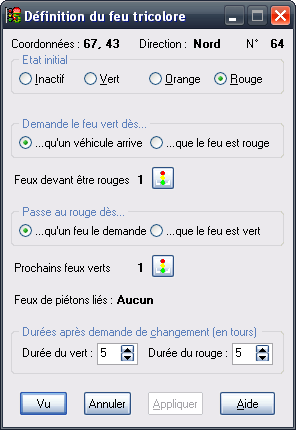 Définition du feu tricolore
Coordonnées : 67, 43 Direction : Nord N° 64
Etat initial
Inactif Vert Orange Rouge
Demande le feu vert dès...
...qu'un véhicule arrive ...que le feu est rouge
Feux devant être rouges 1
Passe au rouge dès...
...qu'un feu le demande ...que le feu est vert
Prochains feux verts 1
Feux de piétons liés : Aucun
Durées après demande de changement (en tours)
Durée du vert : 5 Durée du rouge : 5
Vu Annuler Appliquer Aide